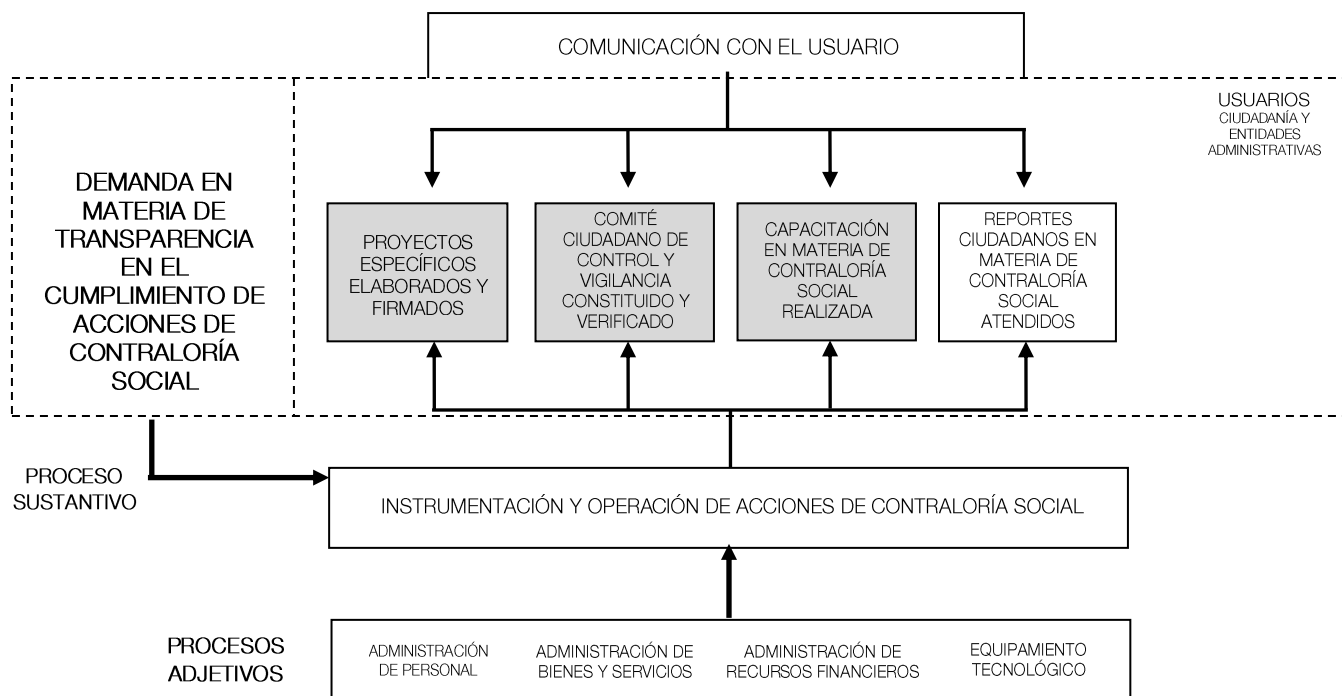 COMUNICACIÓN CON EL USUARIO
USUARIOS
CIUDADANÍA Y
ENTIDADES
ADMINISTRATIVAS
DEMANDA EN
MATERIA DE
TRANSPARENCIA
EN EL
CUMPLIMIENTO DE
ACCIONES DE
CONTRALORÍA
SOCIAL
PROYECTOS
ESPECÍFICOS
ELABORADOS Y
FIRMADOS
COMITÉ
CIUDADANO DE
CONTROL Y
VIGILANCIA
CONSTITUIDO Y
VERIFICADO
CAPACITACIÓN
EN MATERIA DE
CONTRALORÍA
SOCIAL
REALIZADA
REPORTES
CIUDADANOS EN
MATERIA DE
CONTRALORÍA
SOCIAL
ATENDIDOS
PROCESO
SUSTANTIVO
INSTRUMENTACIÓN Y OPERACIÓN DE ACCIONES DE CONTRALORÍA SOCIAL
PROCESOS
ADJETIVOS
ADMINISTRACIÓN
DE PERSONAL
ADMINISTRACIÓN DE
BIENES Y SERVICIOS
ADMINISTRACIÓN DE
RECURSOS FINANCIEROS
EQUIPAMIENTO
TECNOLÓGICO